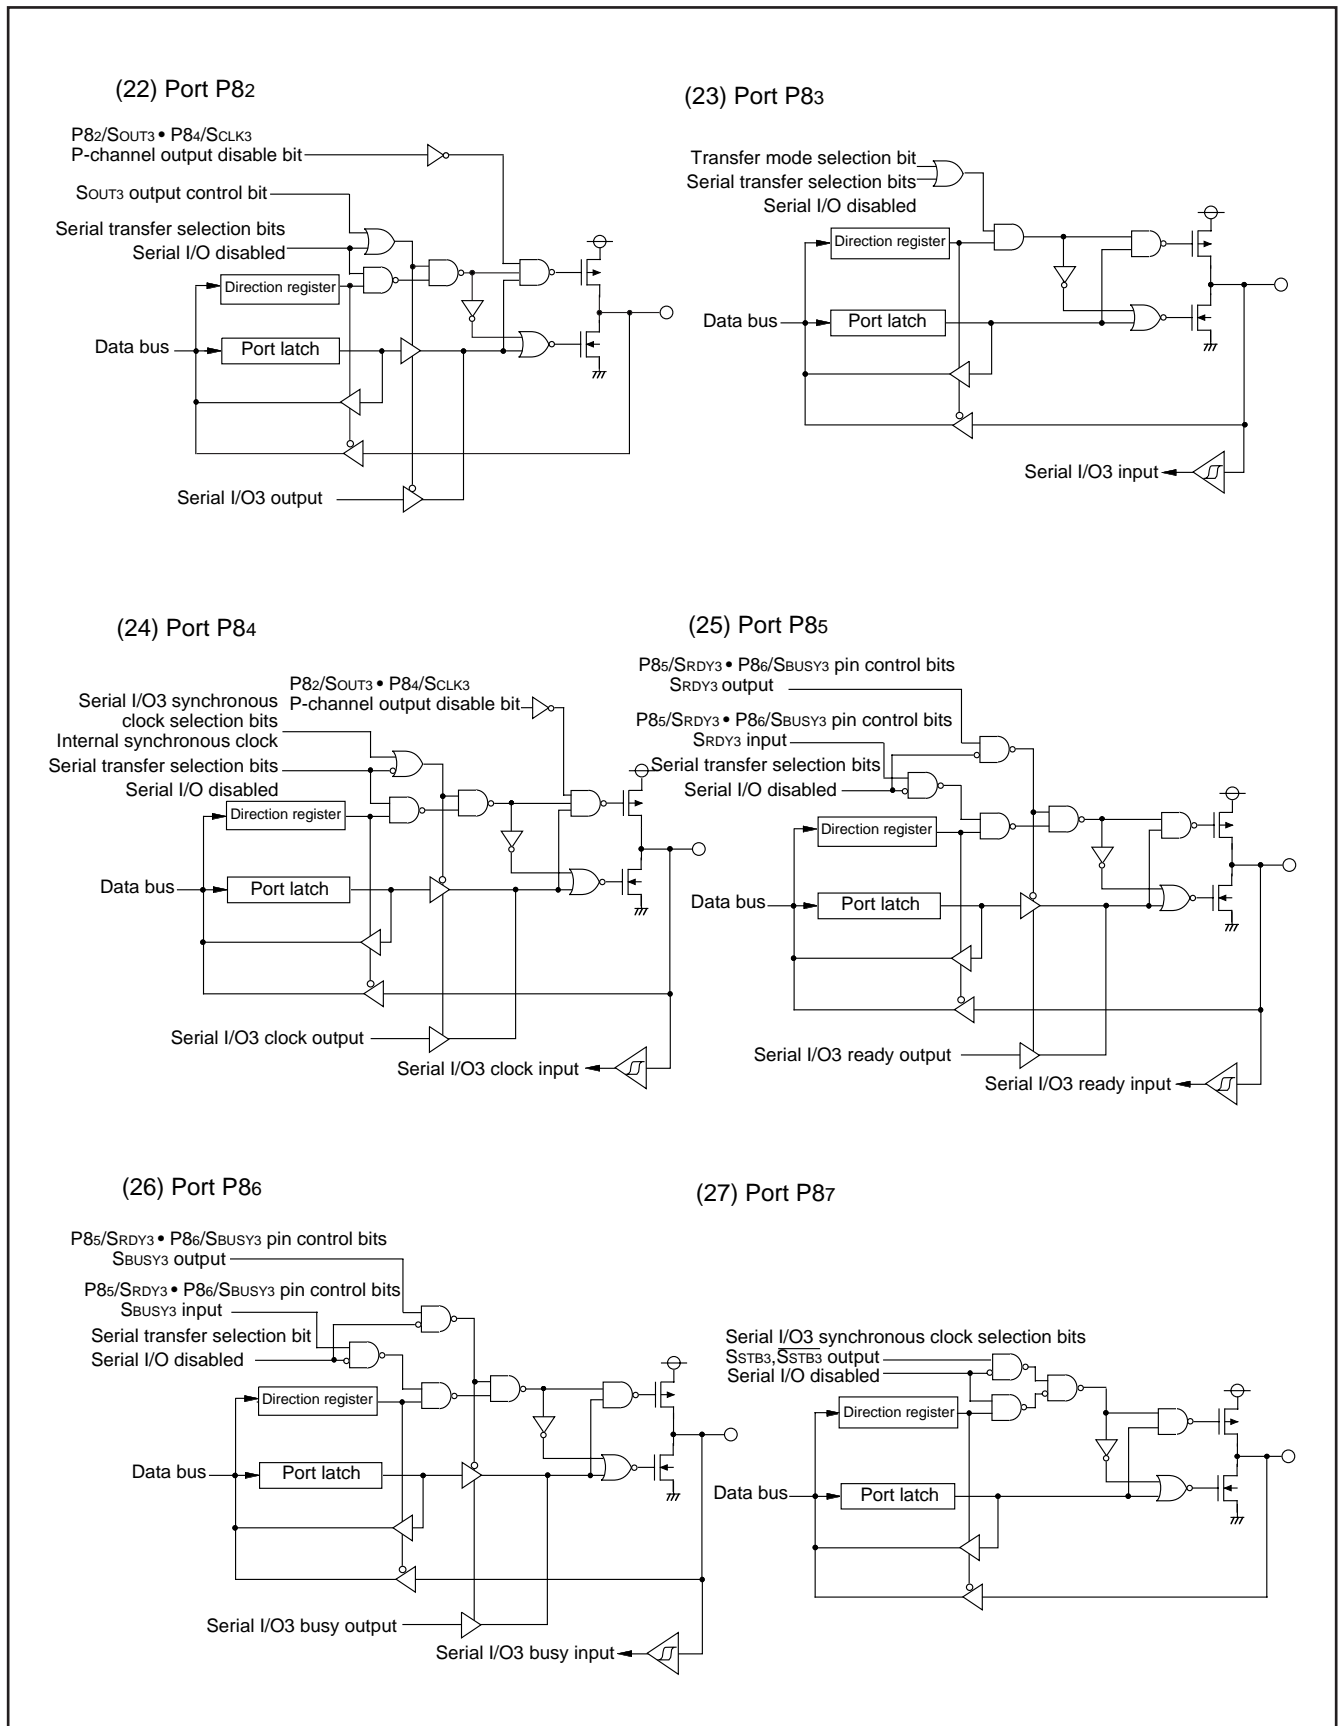 (22) Port P82
P82/SOUT3 • P84/SCLK3
P-channel output disable bit
SOUT3 output control bit
Serial transfer selection bits
Serial I/O disabled
Direction register
Data bus
Port latch
Serial I/O3 output
(23) Port P83
Transfer mode selection bit
Serial transfer selection bits
Serial I/O disabled
Direction register
Data bus
Port latch
Serial I/O3 input
(24) Port P84
P82/SOUT3 • P84/SCLK3
P-channel output disable bit
Serial I/O3 synchronous
clock selection bits
Internal synchronous clock
Serial transfer selection bits
Serial I/O disabled
Direction register
Data bus
Port latch
Serial I/O3 clock output
Serial I/O3 clock input
(25) Port P85
P85/SRDY3 • P86/SBUSY3 pin control bits
SRDY3 output
P85/SRDY3 • P86/SBUSY3 pin control bits
SRDY3 input
Serial transfer selection bits
Serial I/O disabled
Direction register
Data bus
Port latch
Serial I/O3 ready output
Serial I/O3 ready input
(26) Port P86
P85/SRDY3 • P86/SBUSY3 pin control bits
SBUSY3 output
P85/SRDY3 • P86/SBUSY3 pin control bits
SBUSY3 input
Serial transfer selection bit
Serial I/O disabled
Direction register
Data bus
Port latch
Serial I/O3 busy output
Serial I/O3 busy input
(27) Port P87
Serial I/O3 synchronous clock selection bits
SSTB3,S̅S̅T̅B̅3̅ output
Serial I/O disabled
Direction register
Data bus
Port latch